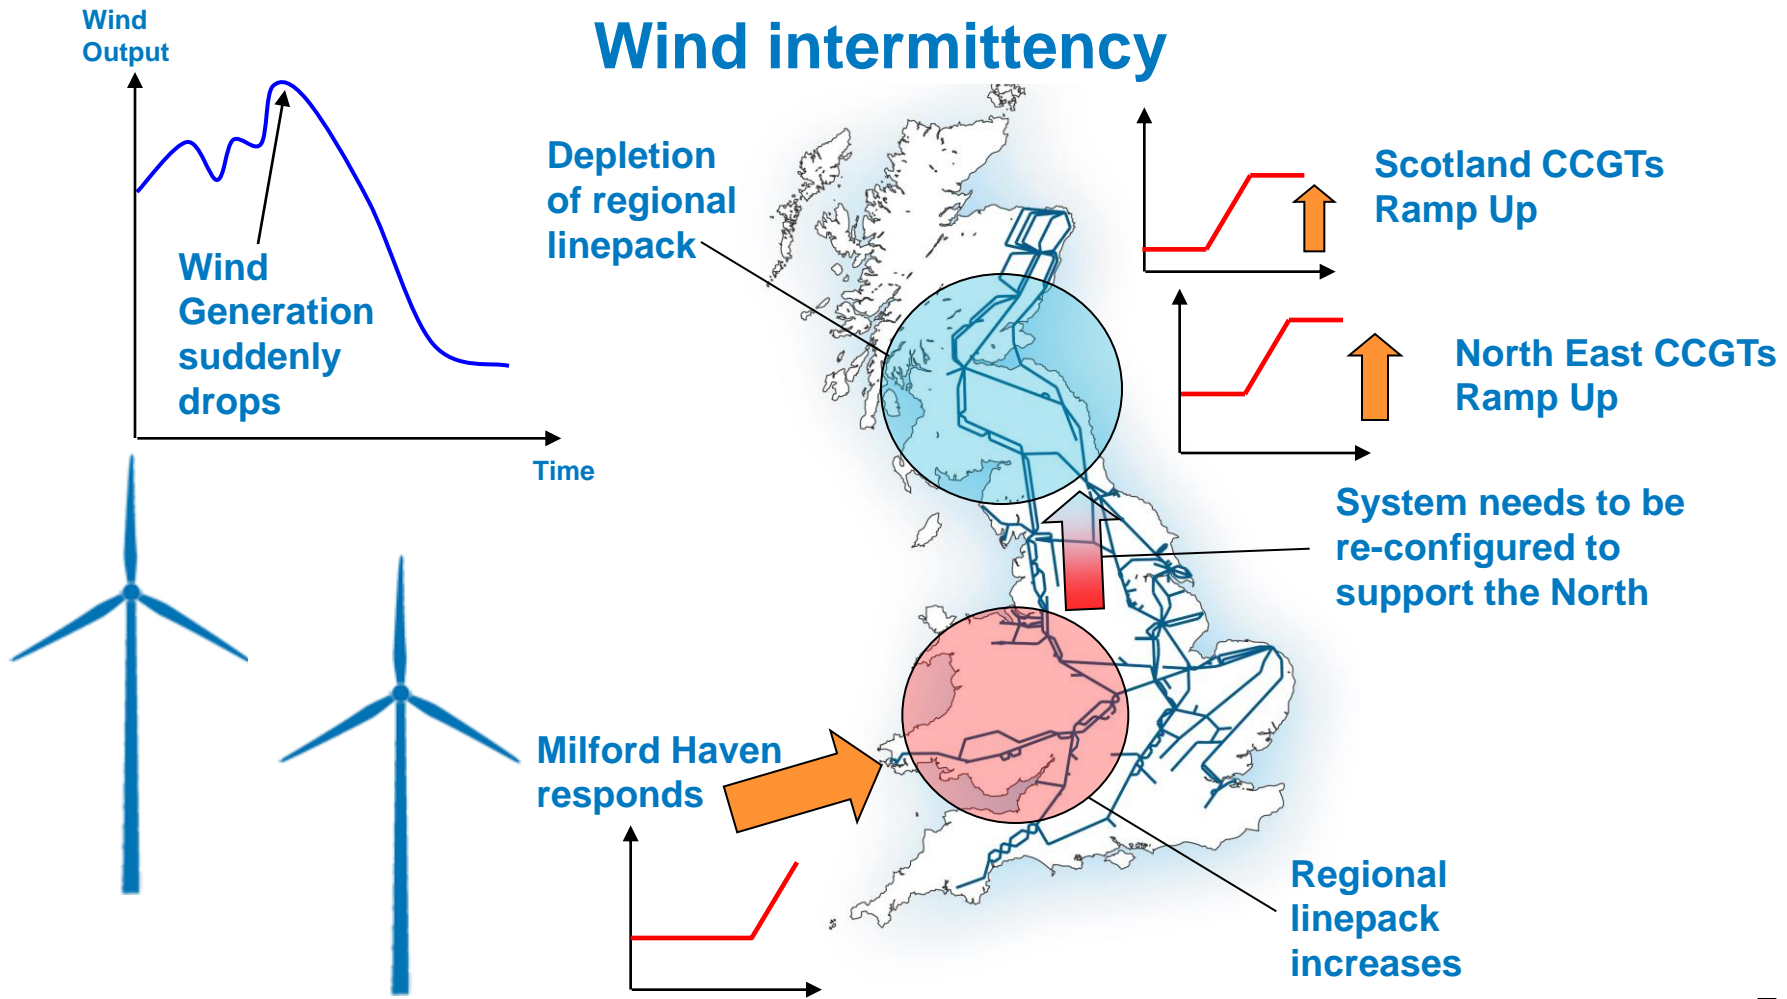 Wind intermittency
Wind
Output
Wind
Generation
suddenly
drops
Time
Depletion
of regional
linepack
Scotland CCGTs
Ramp Up
North East CCGTs
Ramp Up
System needs to be
re-configured to
support the North
Milford Haven
responds
Regional
linepack
increases